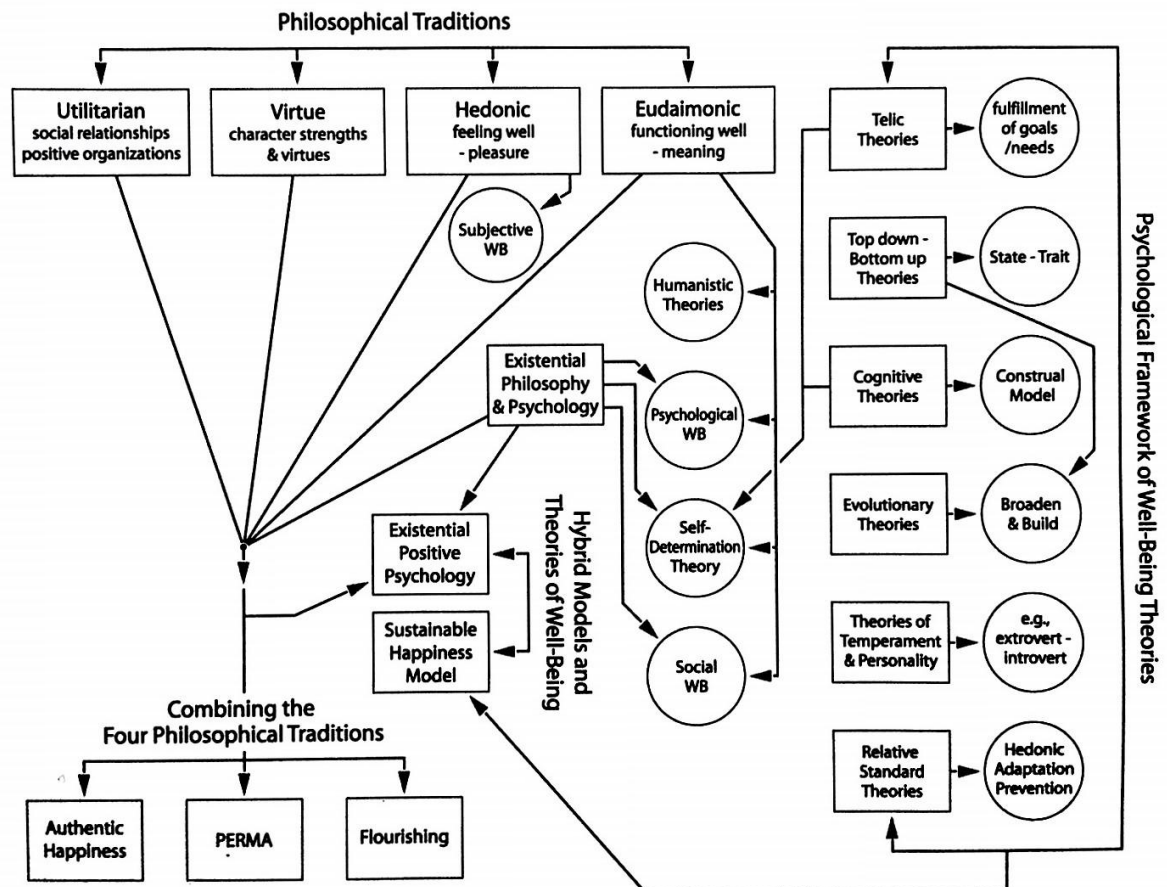 Philosophical Traditions
Utilitarian
social relationships
positive organizations
Virtue
character strengths
& virtues
Hedonic
feeling well
- pleasure
Eudaimonic
functioning well
- meaning
Telic
Theories
fulfillment
of goals
/needs
Subjective
WB
Top down -
Bottom up
Theories
State - Trait
Humanistic
Theories
Existential
Philosophy
& Psychology
Psychological
WB
Cognitive
Theories
Construal
Model
Existential
Positive
Psychology
Self-
Determination
Theory
Evolutionary
Theories
Broaden
& Build
Sustainable
Happiness
Model
Hybrid Models and
Theories of Well-Being
Social
WB
Theories of
Temperament
& Personality
e.g.,
extrovert -
introvert
Psychological Framework of Well-Being Theories
Combining the
Four Philosophical Traditions
Relative
Standard
Theories
Hedonic
Adaptation
Prevention
Authentic
Happiness
PERMA
Flourishing